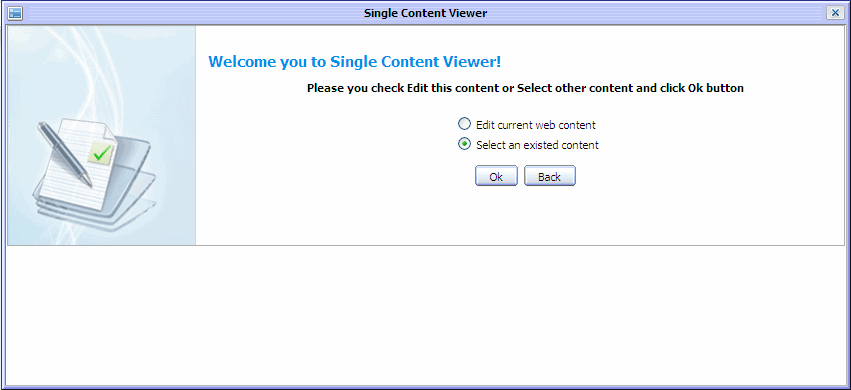 Single Content Viewer
Welcome you to Single Content Viewer!
Please you check Edit this content or Select other content and click Ok button
Edit current web content
Select an existed content
Ok Back